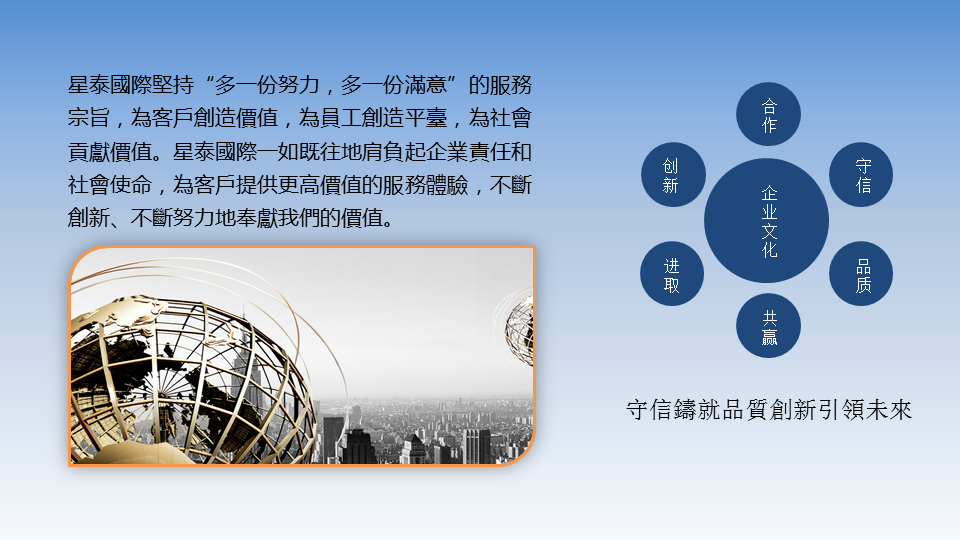 星泰國際堅持“多一份努力，多一份滿意”的服務
宗旨，為客戶創造價值，為員工創造平臺，為社會
貢獻價值。星泰國際一如既往地肩負起企業責任和
社會使命，為客戶提供更高價值的服務體驗，不斷
創新、不斷努力地奉獻我們的價值。
合作
创新
守信
企业文化
进取
品质
共赢
守信鑄就品質創新引領未來